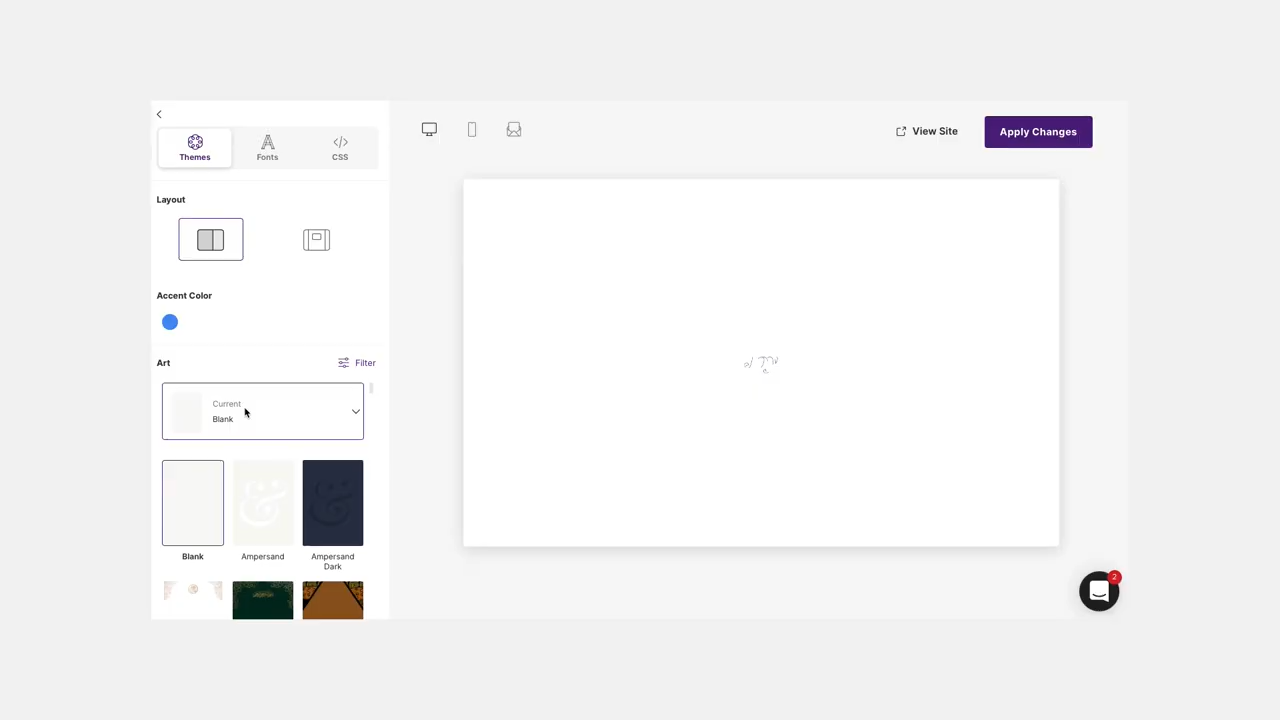 Themes
Fonts
CSS
View Site
Apply Changes
Layout
Accent Color
Art
Filter
Current
Blank
Blank
Ampersand
Ampersand
Dark
2